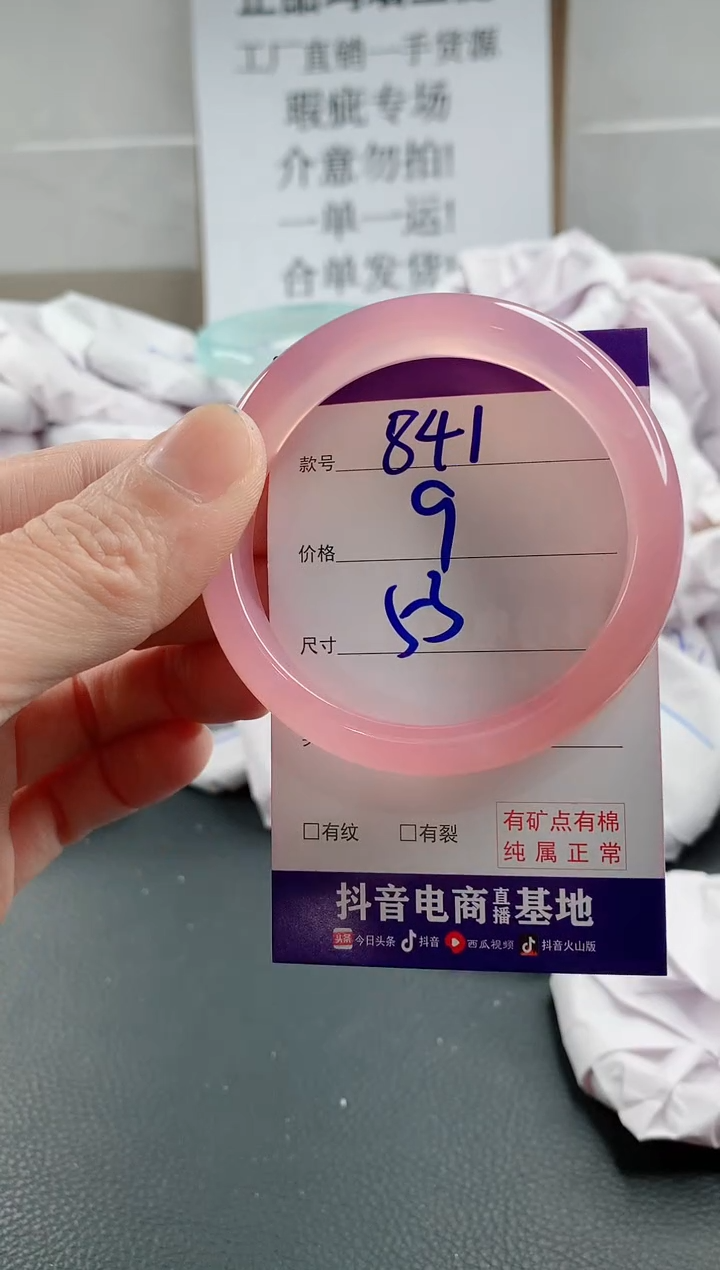 工厂直销一手货源
瑕疵专场
介意勿拍!
一单一运!
合单发货
款号 841
价格 9
尺寸 53
□有纹 □有裂
有矿点有棉
纯属正常
抖音电商直播基地
头条 今日头条 抖音 西瓜视频 抖音火山版